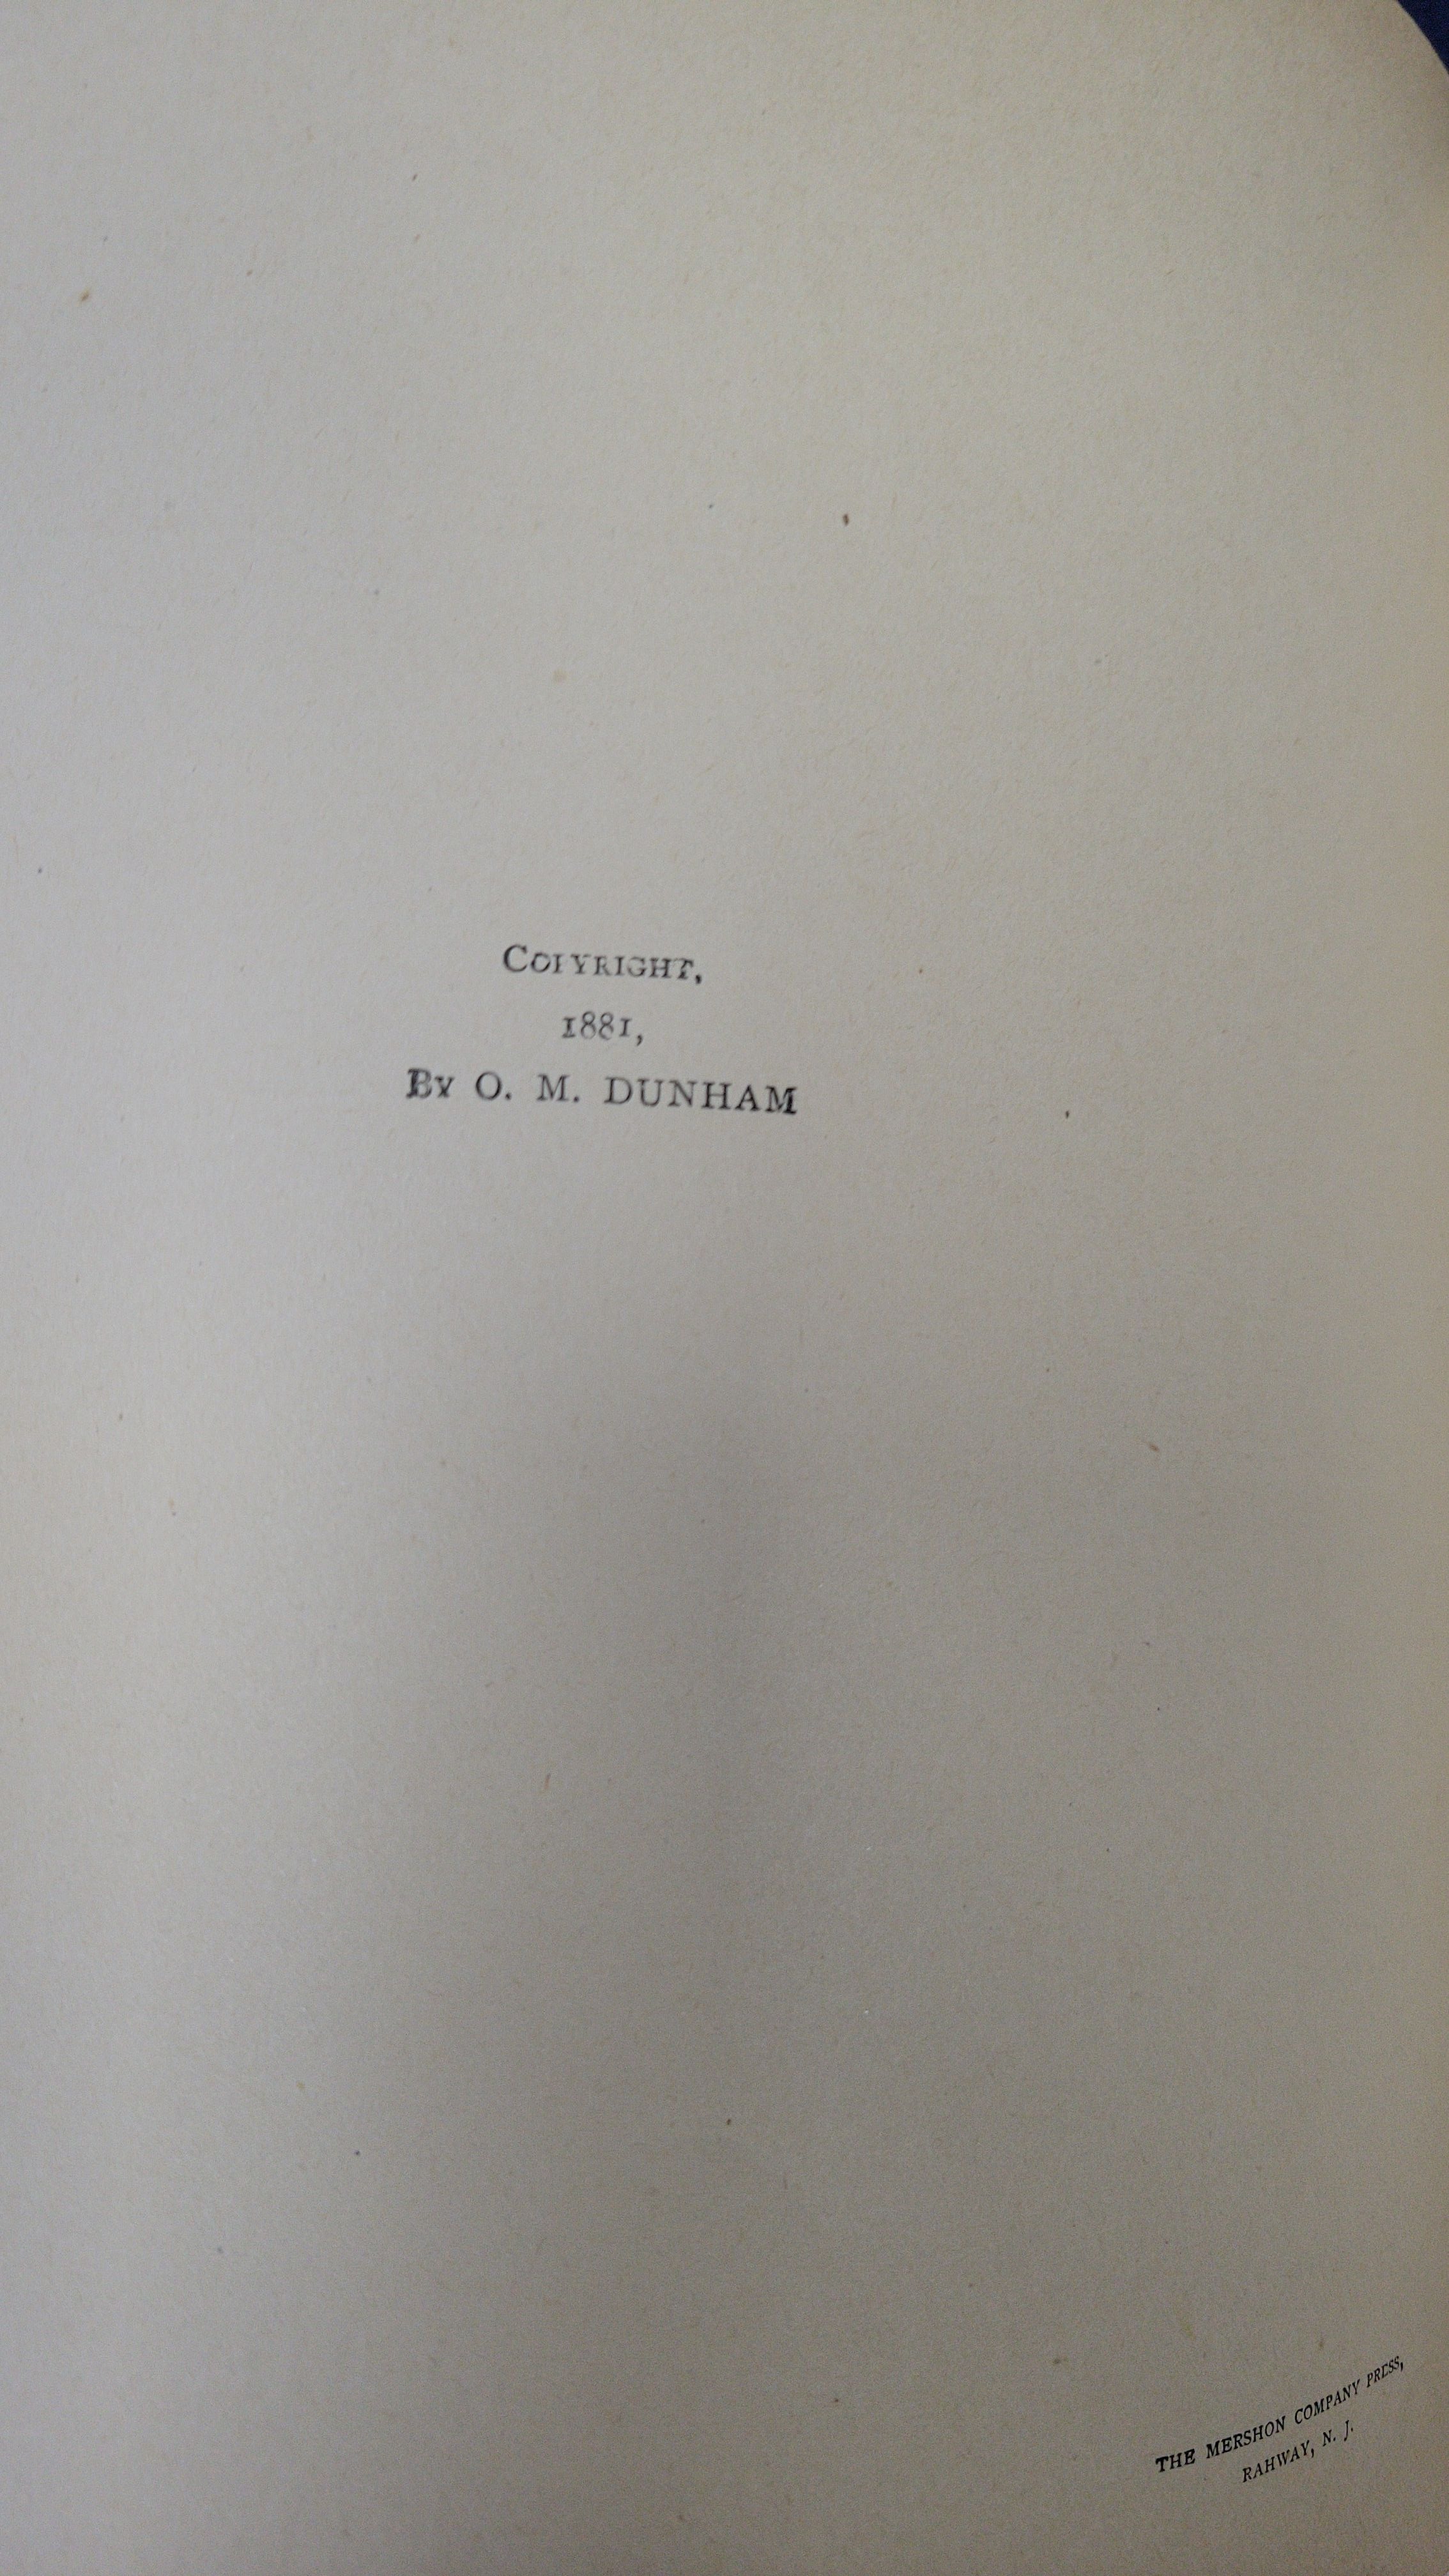 COPYRIGHT,
1881,
By O. M. DUNHAM
THE MERSHON COMPANY PRESS,
RAHWAY, N. J.